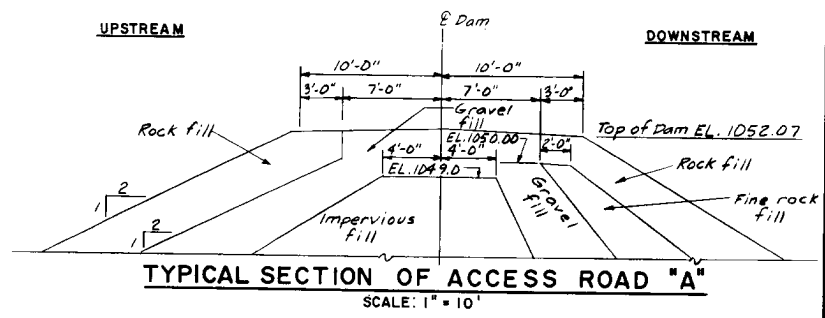 ℄ Dam
UPSTREAM
DOWNSTREAM
10'-0" 10'-0"
3'-0" 7'-0" 7'-0" 3'-0"
Rock fill
Gravel
fill
EL.1050.00
4'-0" 4'-0"
2'-0"
EL.1049.0
Top of Dam EL. 1052.07
Rock fill
Fine rock
fill
Gravel
fill
Impervious
fill
2
1
2
1
TYPICAL SECTION OF ACCESS ROAD "A"
SCALE: 1" = 10'